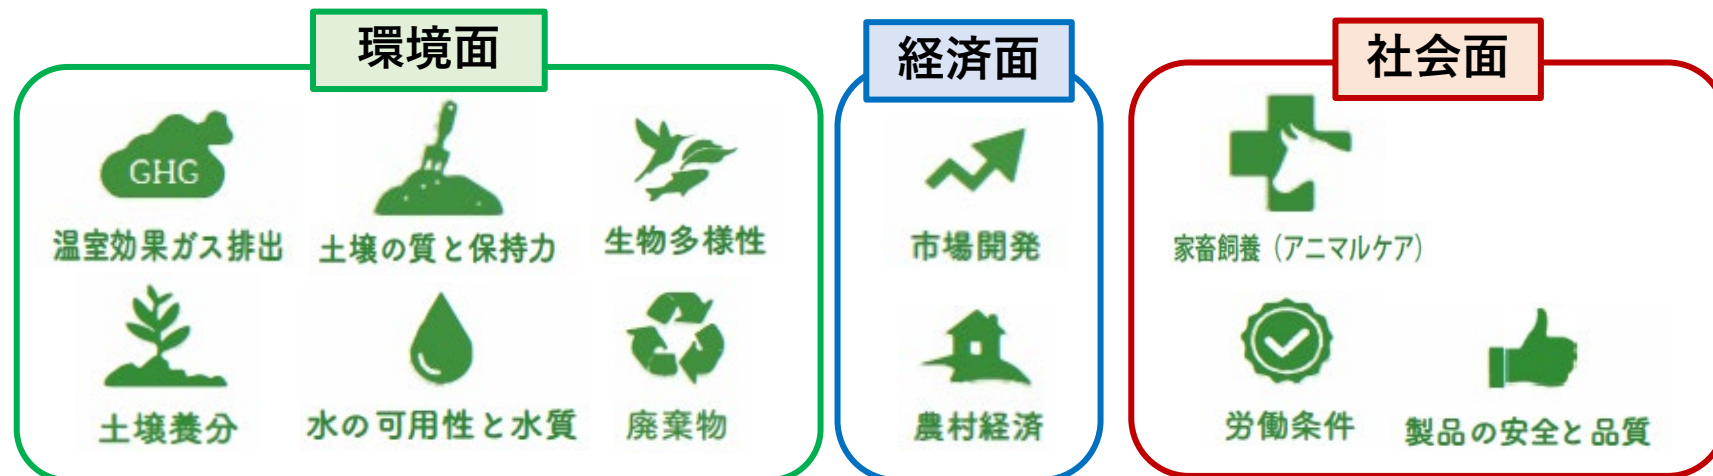 環境面
GHG
温室効果ガス排出
土壌の質と保持力
生物多様性
土壌養分
水の可用性と水質
廃棄物
経済面
市場開発
農村経済
社会面
家畜飼養（アニマルケア）
労働条件
製品の安全と品質